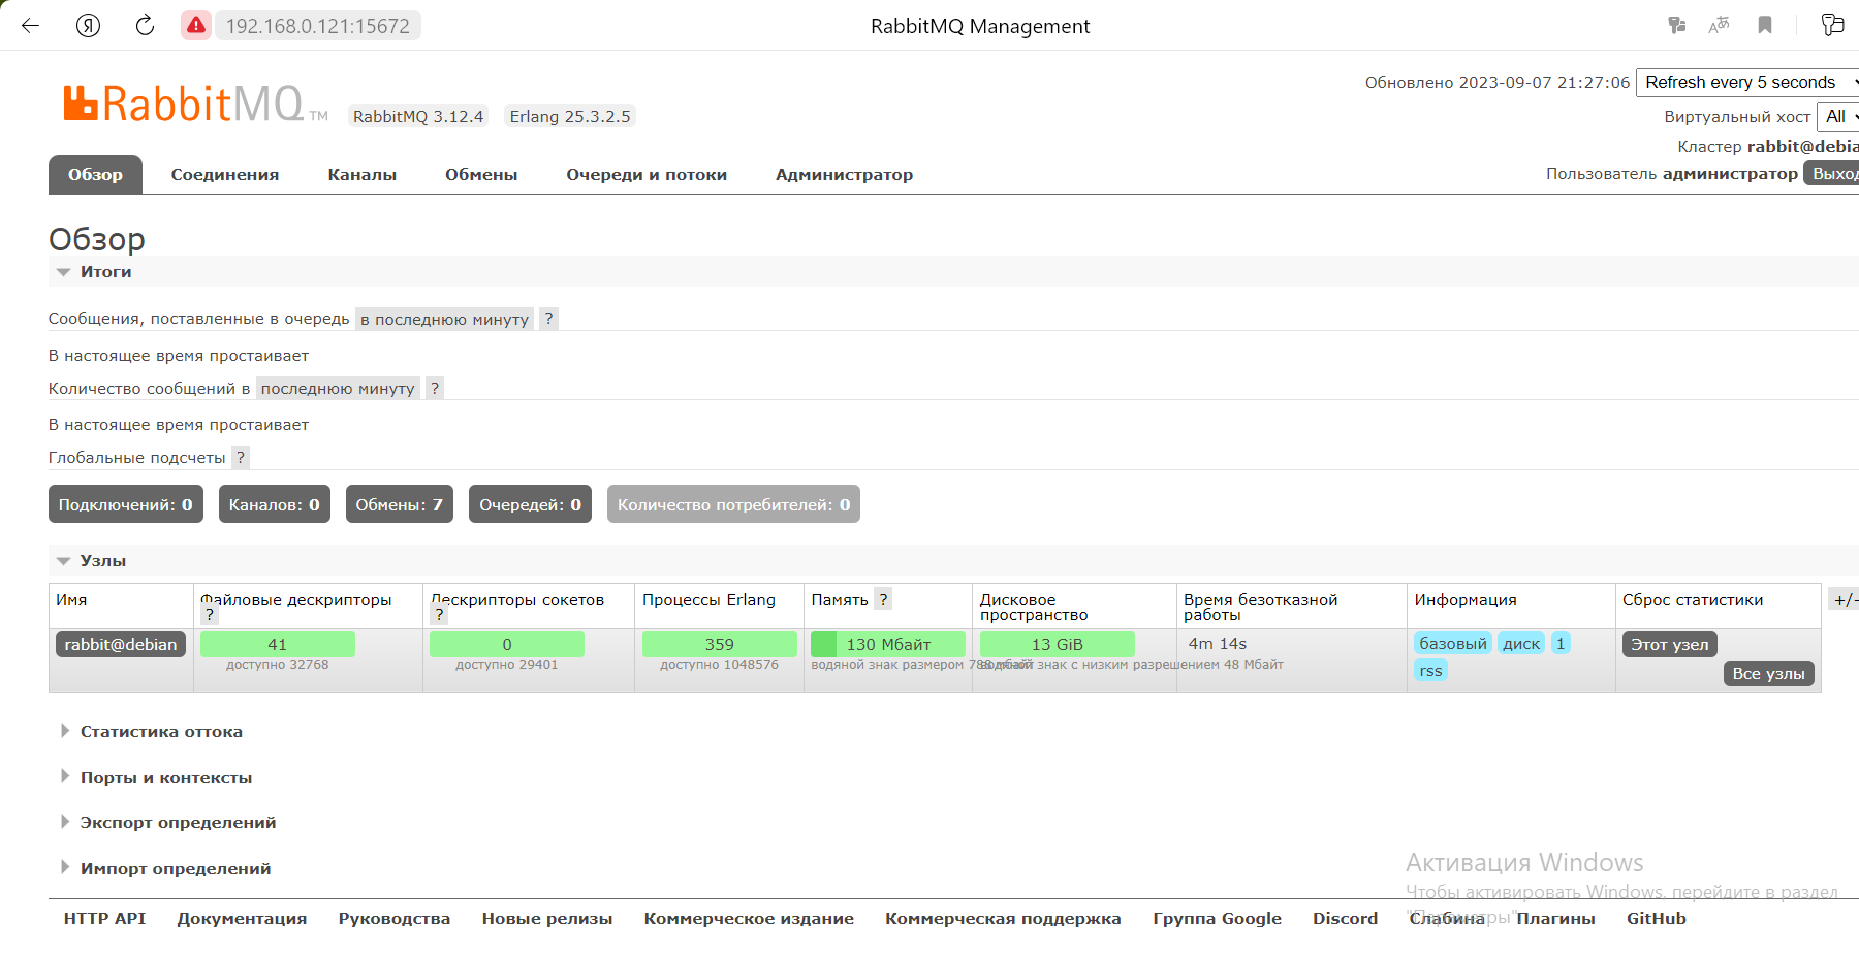 192.168.0.121:15672
RabbitMQ Management
Обновлено 2023-09-07 21:27:06 Refresh every 5 seconds
RabbitMQ TM RabbitMQ 3.12.4 Erlang 25.3.2.5
Виртуальный хост All
Кластер rabbit@debia
Обзор Соединения Каналы Обмены Очереди и потоки Администратор
Пользователь администратор Выход
Обзор
Итоги
Сообщения, поставленные в очередь в последнюю минуту ?
В настоящее время простаивает
Количество сообщений в последнюю минуту ?
В настоящее время простаивает
Глобальные подсчеты ?
Подключений: 0 Каналов: 0 Обмены: 7 Очередей: 0 Количество потребителей: 0
Узлы
Имя Файловые дескрипторы ? Дескрипторы сокетов ? Процессы Erlang Память ? Дисковое пространство Время безотказной работы Информация Сброс статистики +/-
rabbit@debian 41 0 359 130 Мбайт 13 GiB 4m 14s базовый диск 1 Этот узел
доступно 32768 доступно 29401 доступно 1048576 водяной знак размером 788 мбайт водяной знак с низким разрешением 48 Мбайт rss Все узлы
Статистика оттока
Порты и контексты
Экспорт определений
Импорт определений
Активация Windows
Чтобы активировать Windows, перейдите в раздел
"Параметры".
HTTP API Документация Руководства Новые релизы Коммерческое издание Коммерческая поддержка Группа Google Discord Слабина Плагины GitHub